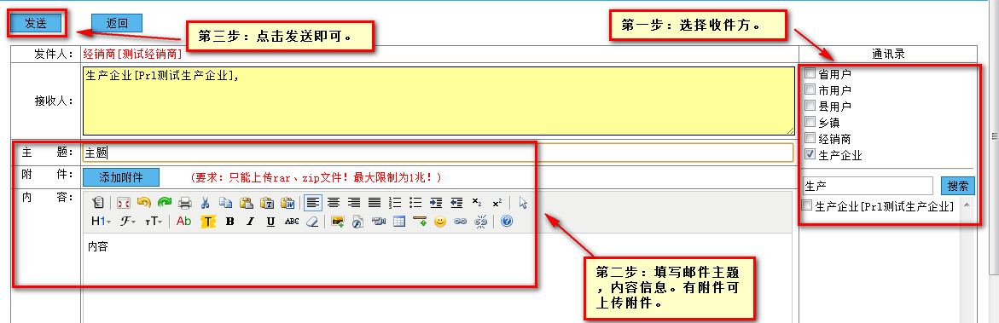 发送
返回
第三步：点击发送即可。
第一步：选择收件方。
发件人：
经销商[测试经销商]
通讯录
接收人：
生产企业[Prl测试生产企业],
省用户
市用户
县用户
乡镇
经销商
生产企业
主　　题：
主题
附　　件：
添加附件
(要求：只能上传rar、zip文件！最大限制为1兆！)
生产
搜索
生产企业[Prl测试生产企业]
内　　容：
H1
F
тT
Ab
T
B
I
U
ABC
内容
第二步：填写邮件主题
，内容信息。有附件可
上传附件。